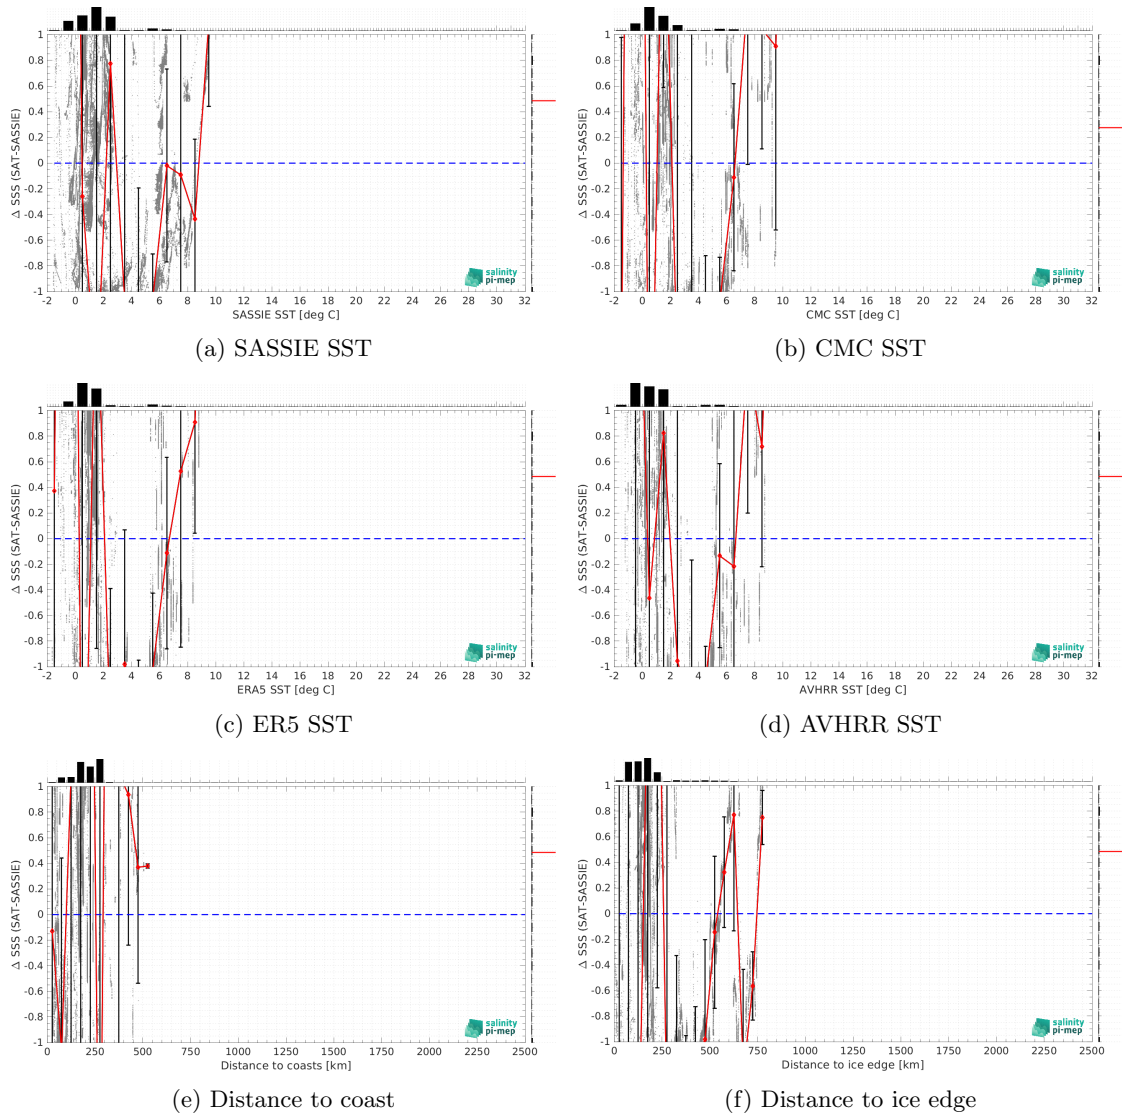 1
0.8
0.6
0.4
0.2
0
-0.2
-0.4
-0.6
-0.8
-1
Δ SSS (SAT-SASSIE)
salinity
pi-mep
-2 0 2 4 6 8 10 12 14 16 18 20 22 24 26 28 30 32
SASSIE SST [deg C]
(a) SASSIE SST
1
0.8
0.6
0.4
0.2
0
-0.2
-0.4
-0.6
-0.8
-1
Δ SSS (SAT-SASSIE)
salinity
pi-mep
-2 0 2 4 6 8 10 12 14 16 18 20 22 24 26 28 30 32
CMC SST [deg C]
(b) CMC SST
1
0.8
0.6
0.4
0.2
0
-0.2
-0.4
-0.6
-0.8
-1
Δ SSS (SAT-SASSIE)
salinity
pi-mep
-2 0 2 4 6 8 10 12 14 16 18 20 22 24 26 28 30 32
ERA5 SST [deg C]
(c) ER5 SST
1
0.8
0.6
0.4
0.2
0
-0.2
-0.4
-0.6
-0.8
-1
Δ SSS (SAT-SASSIE)
salinity
pi-mep
-2 0 2 4 6 8 10 12 14 16 18 20 22 24 26 28 30 32
AVHRR SST [deg C]
(d) AVHRR SST
1
0.8
0.6
0.4
0.2
0
-0.2
-0.4
-0.6
-0.8
-1
Δ SSS (SAT-SASSIE)
salinity
pi-mep
0 250 500 750 1000 1250 1500 1750 2000 2250 2500
Distance to coasts [km]
(e) Distance to coast
1
0.8
0.6
0.4
0.2
0
-0.2
-0.4
-0.6
-0.8
-1
Δ SSS (SAT-SASSIE)
salinity
pi-mep
0 250 500 750 1000 1250 1500 1750 2000 2250 2500
Distance to ice edge [km]
(f) Distance to ice edge